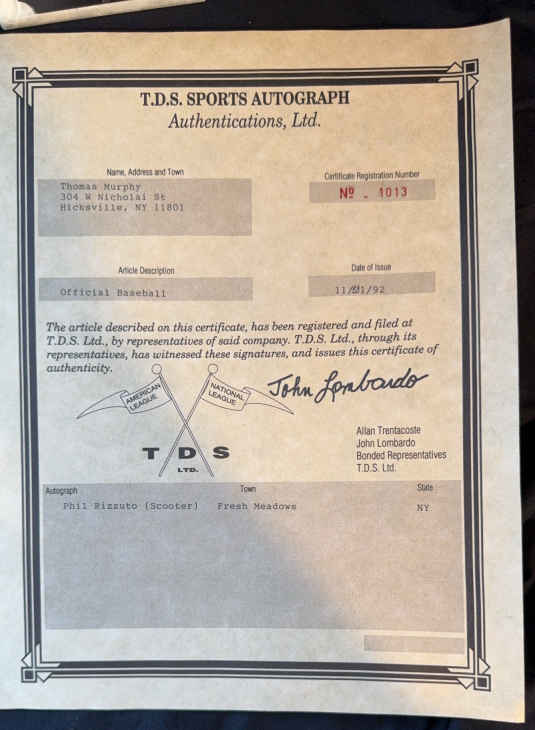 T.D.S. SPORTS AUTOGRAPH
Authentications, Ltd.
Name, Address and Town
Thomas Murphy
304 W Nicholai St
Hicksville, NY 11801
Certificate Registration Number
Nº - 1013
Article Description
Official Baseball
Date of Issue
The article described on this certificate, has been registered and filed at
T.D.S. Ltd., by representatives of said company. T.D.S. Ltd., through its
representatives, has witnessed these signatures, and issues this certificate of
authenticity.
AMERICAN
LEAGUE
NATIONAL
LEAGUE
John Lombardo
T D S
LTD.
Allan Trentacoste
John Lombardo
Bonded Representatives
T.D.S. Ltd.
Autograph Town State
Phil Rizzuto (Scooter) Fresh Meadows NY